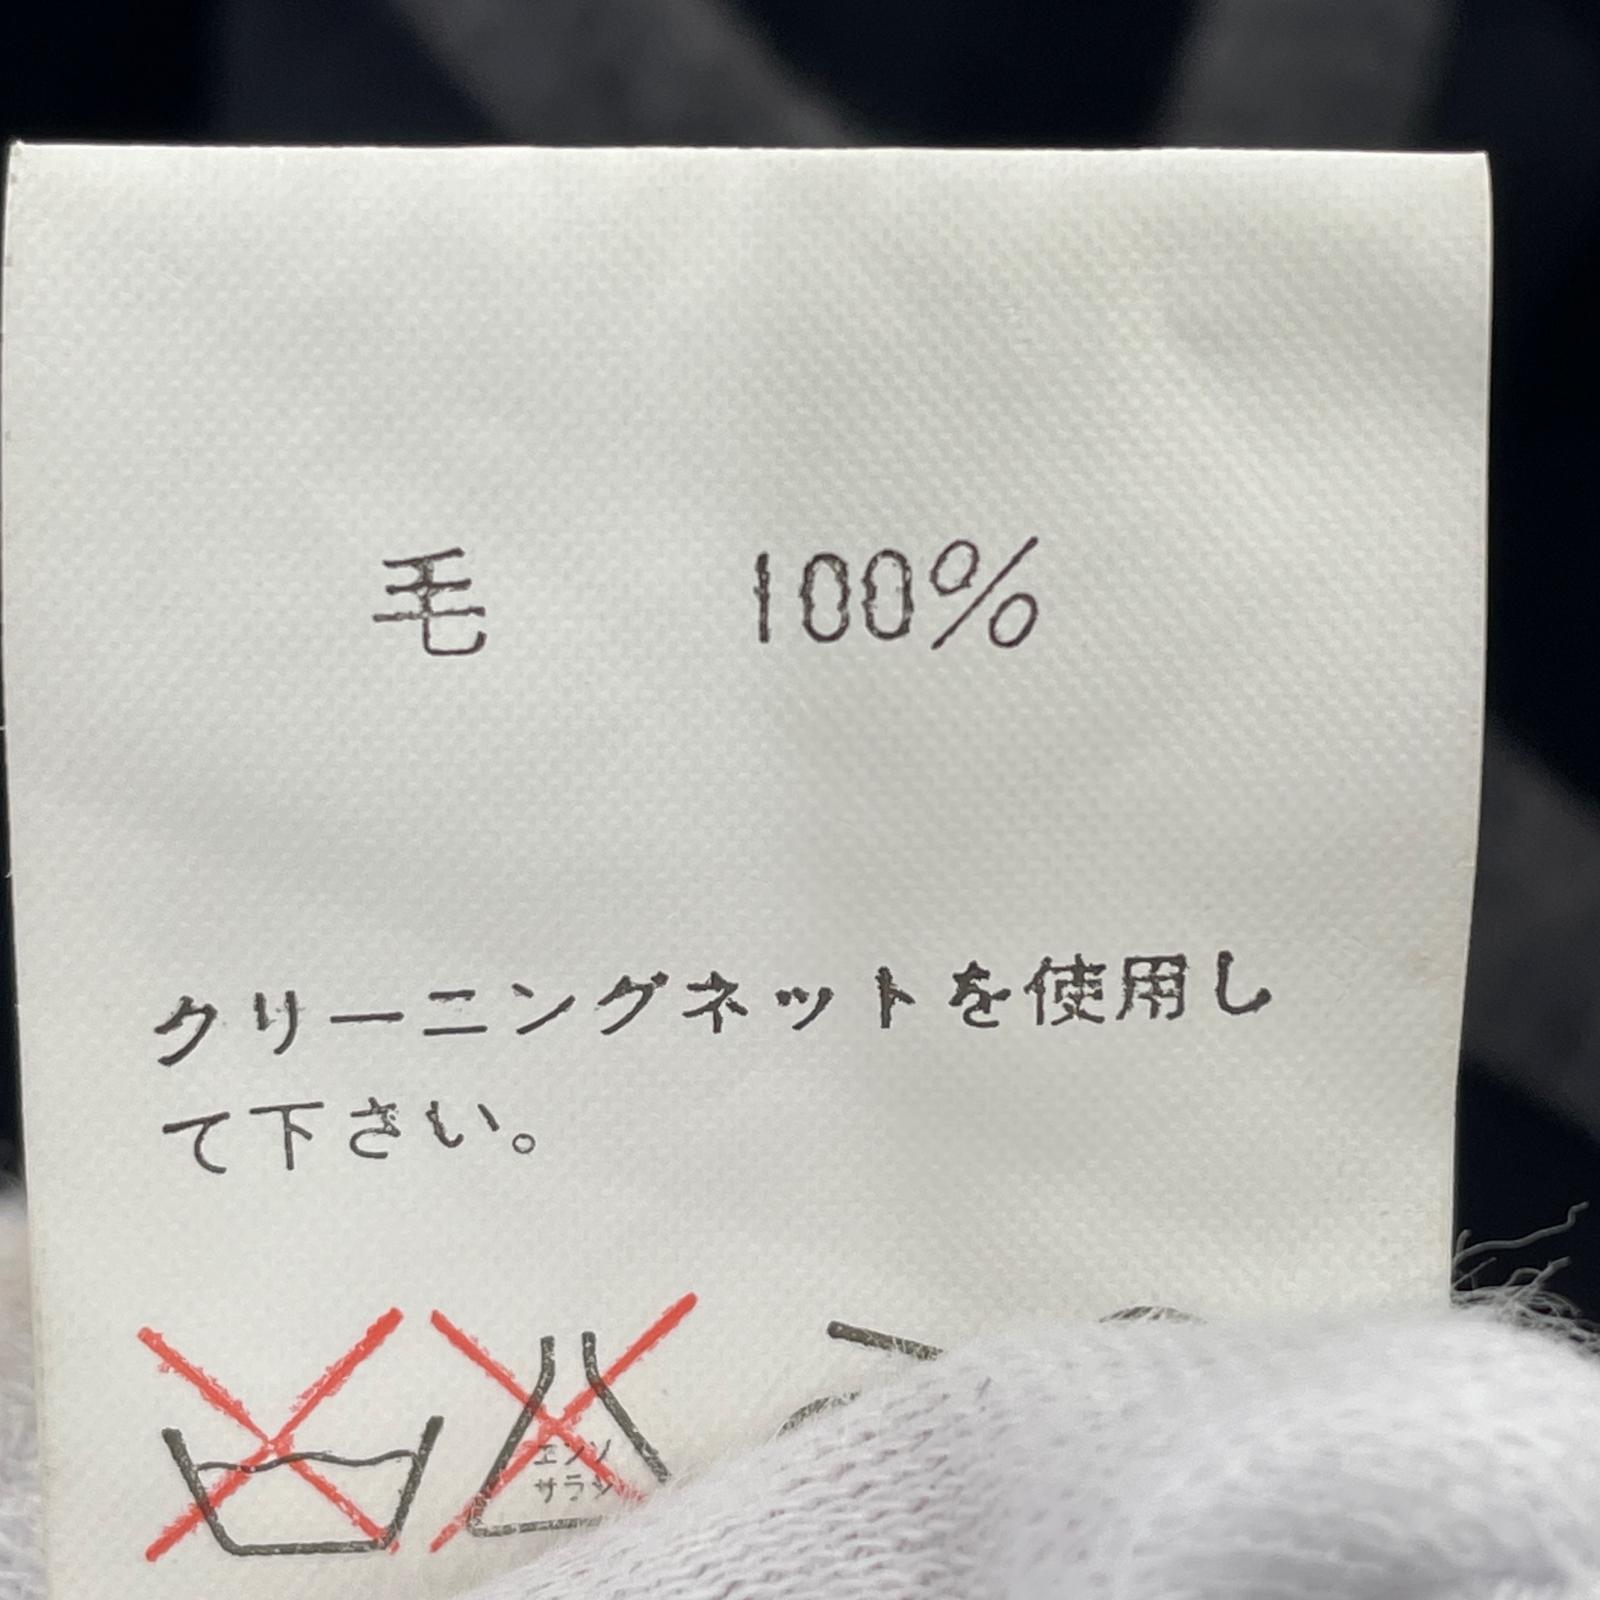 毛 100%
クリーニングネットを使用し
て下さい。
エンソ
サラシ